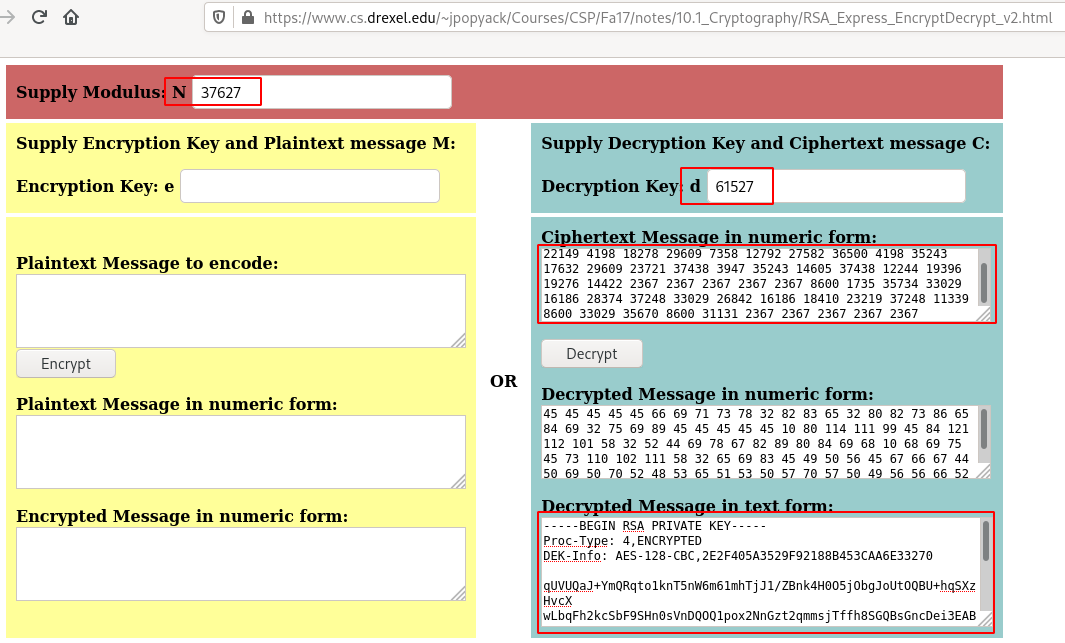 https://www.cs.drexel.edu/~jpopyack/Courses/CSP/Fa17/notes/10.1_Cryptography/RSA_Express_EncryptDecrypt_v2.html
Supply Modulus: N 37627
Supply Encryption Key and Plaintext message M:
Encryption Key: e
Plaintext Message to encode:
Encrypt
Plaintext Message in numeric form:
Encrypted Message in numeric form:
OR
Supply Decryption Key and Ciphertext message C:
Decryption Key: d 61527
Ciphertext Message in numeric form:
22149 4198 18278 29609 7358 12792 27582 36500 4198 35243
17632 29609 23721 37438 3947 35243 14605 37438 12244 19396
19276 14422 2367 2367 2367 2367 2367 8600 1735 35734 33029
16186 28374 37248 33029 26842 16186 18410 23219 37248 11339
8600 33029 35670 8600 31131 2367 2367 2367 2367 2367
Decrypt
Decrypted Message in numeric form:
45 45 45 45 45 66 69 71 73 78 32 82 83 65 32 80 82 73 86 65
84 69 32 75 69 89 45 45 45 45 45 10 80 114 111 99 45 84 121
112 101 58 32 52 44 69 78 67 82 89 80 84 69 68 10 68 69 75
45 73 110 102 111 58 32 65 69 83 45 49 50 56 45 67 66 67 44
50 69 50 70 52 48 53 65 51 53 50 57 70 57 50 49 56 56 66 52
Decrypted Message in text form:
-----BEGIN RSA PRIVATE KEY-----
Proc-Type: 4,ENCRYPTED
DEK-Info: AES-128-CBC,2E2F405A3529F92188B453CAA6E33270
qUVUQaJ+YmQRqto1knT5nW6m61mhTjJ1/ZBnk4H0O5jObgJoUtOQBU+hqSXz
HvcX
wLbqFh2kcSbF9SHn0sVnDQOQ1pox2NnGzt2qmmsjTffh8SGQBsGncDei3EAB